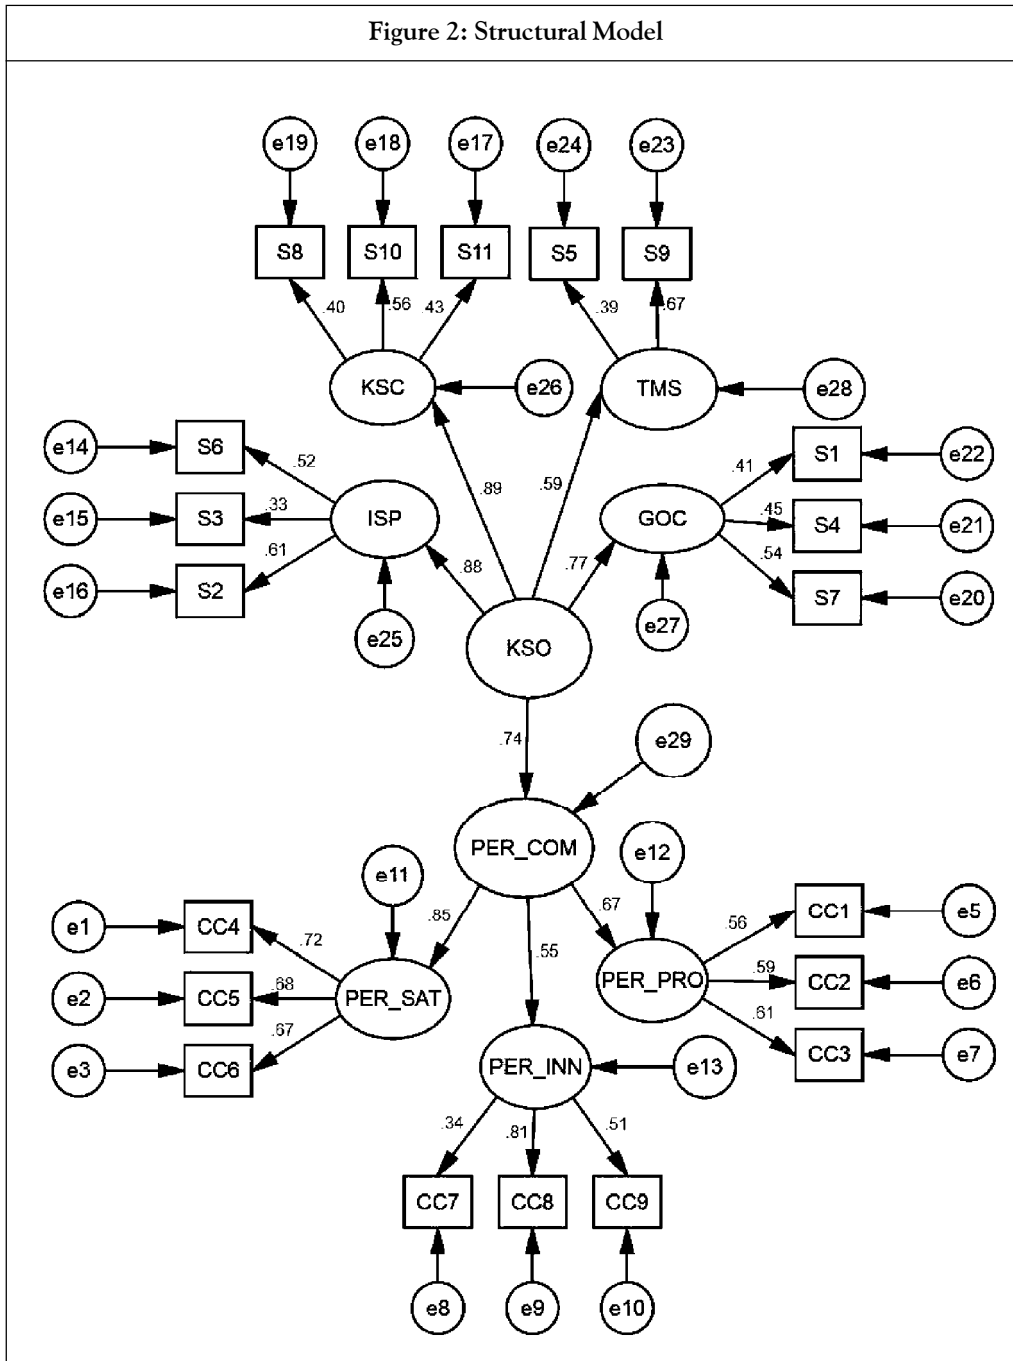 Figure 2: Structural Model
e19 e18 e17 e24 e23
S8 S10 S11 S5 S9
.40 .56 .43 .39 .67
KSC e26 TMS e28
e14 S6 .52 .89 .59 .41 S1 e22
e15 S3 .33 ISP GOC .45 S4 e21
e16 S2 .61 .88 .77 .54 S7 e20
e25 KSO e27
.74 e29
PER_COM e12
e11 .85 .55 .67
e1 CC4 .72 .56 CC1 e5
e2 CC5 .68 PER_SAT PER_PRO .59 CC2 e6
e3 CC6 .67 .61 CC3 e7
PER_INN e13
.34 .81 .51
CC7 CC8 CC9
e8 e9 e10